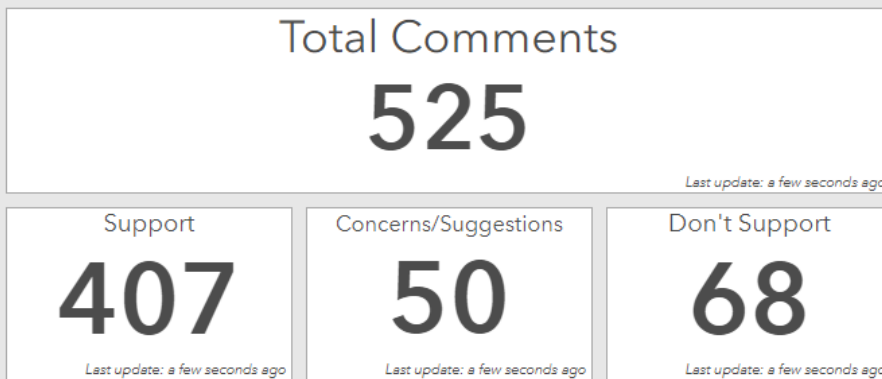 Total Comments
525
Last update: a few seconds ago
Support
407
Last update: a few seconds ago
Concerns/Suggestions
50
Last update: a few seconds ago
Don't Support
68
Last update: a few seconds ago